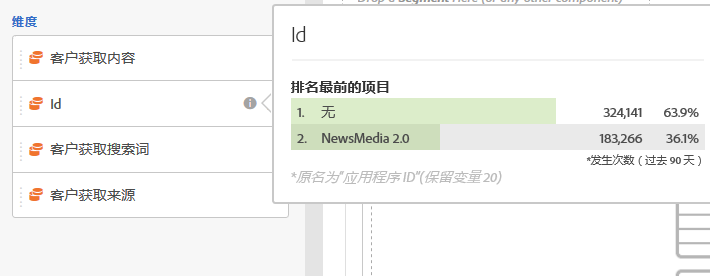 Drop a Segment Here (or any other component)
维度
客户获取内容
Id
客户获取搜索词
客户获取来源
Id
排名最前的项目
1. 无 324,141 63.9%
2. NewsMedia 2.0 183,266 36.1%
*发生次数（过去 90 天）
*原名为"应用程序 ID"(保留变量 20)